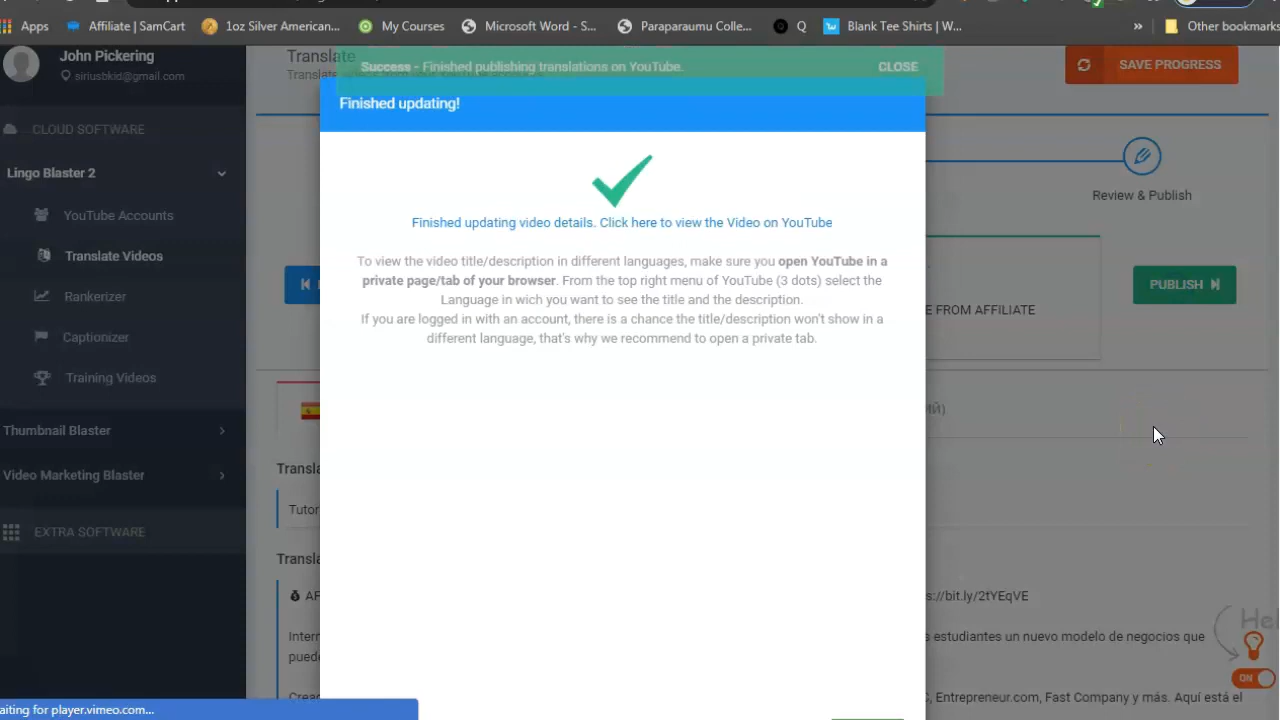 Apps
Affiliate | SamCart
1oz Silver American...
My Courses
Microsoft Word - S...
Paraparaumu Colle...
Q
Blank Tee Shirts | W...
»
Other bookmarks
John Pickering
siriusbkid@gmail.com
Translate
Success - Finished publishing translations on YouTube.
CLOSE
SAVE PROGRESS
Finished updating!
CLOUD SOFTWARE
Lingo Blaster 2
YouTube Accounts
Translate Videos
Rankerizer
Captionizer
Training Videos
Thumbnail Blaster
Video Marketing Blaster
EXTRA SOFTWARE
Review & Publish
Finished updating video details. Click here to view the Video on YouTube
To view the video title/description in different languages, make sure you open YouTube in a
private page/tab of your browser. From the top right menu of YouTube (3 dots) select the
Language in wich you want to see the title and the description.
If you are logged in with an account, there is a chance the title/description won't show in a
different language, that's why we recommend to open a private tab.
PUBLISH
E FROM AFFILIATE
Transla
Tutor
Transla
AF
s://bit.ly/2tYEqVE
Intern
s estudiantes un nuevo modelo de negocios que
puede
Crea
C, Entrepreneur.com, Fast Company y más. Aquí está el
Hel
ON
aiting for player.vimeo.com...